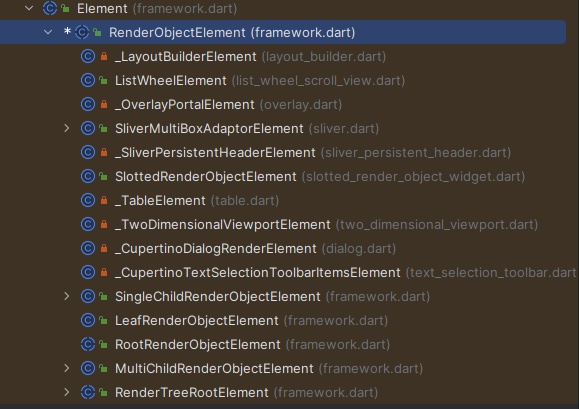 Element (framework.dart)
* RenderObjectElement (framework.dart)
_LayoutBuilderElement (layout_builder.dart)
ListWheelElement (list_wheel_scroll_view.dart)
_OverlayPortalElement (overlay.dart)
SliverMultiBoxAdaptorElement (sliver.dart)
_SliverPersistentHeaderElement (sliver_persistent_header.dart)
SlottedRenderObjectElement (slotted_render_object_widget.dart)
_TableElement (table.dart)
_TwoDimensionalViewportElement (two_dimensional_viewport.dart)
_CupertinoDialogRenderElement (dialog.dart)
_CupertinoTextSelectionToolbarItemsElement (text_selection_toolbar.dart
SingleChildRenderObjectElement (framework.dart)
LeafRenderObjectElement (framework.dart)
RootRenderObjectElement (framework.dart)
MultiChildRenderObjectElement (framework.dart)
RenderTreeRootElement (framework.dart)